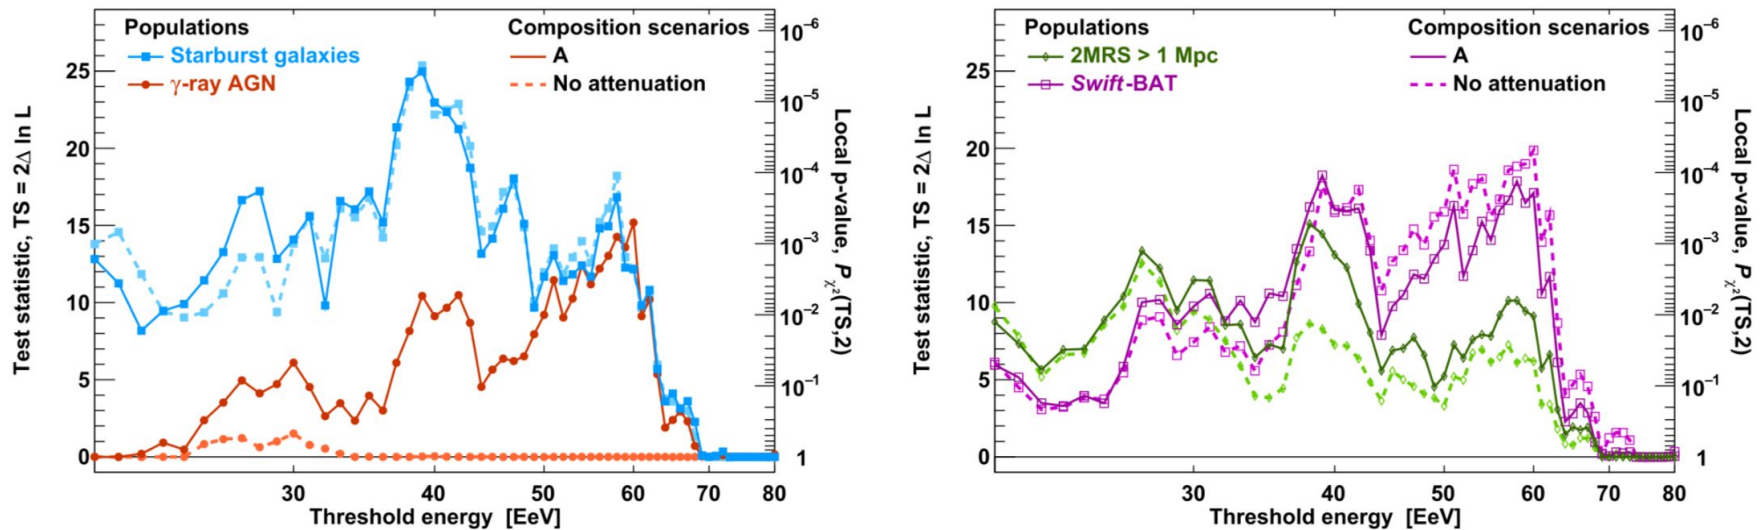 Populations
Starburst galaxies
γ-ray AGN
Composition scenarios
A
No attenuation
Test statistic, TS = 2Δ ln L
25
20
15
10
5
0
10⁻⁶
10⁻⁵
10⁻⁴
10⁻³
10⁻²
10⁻¹
1
Local p-value, P_χ²(TS,2)
30 40 50 60 70 80
Threshold energy [EeV]
Populations
2MRS > 1 Mpc
Swift-BAT
Composition scenarios
A
No attenuation
Test statistic, TS = 2Δ ln L
25
20
15
10
5
0
10⁻⁶
10⁻⁵
10⁻⁴
10⁻³
10⁻²
10⁻¹
1
Local p-value, P_χ²(TS,2)
30 40 50 60 70 80
Threshold energy [EeV]